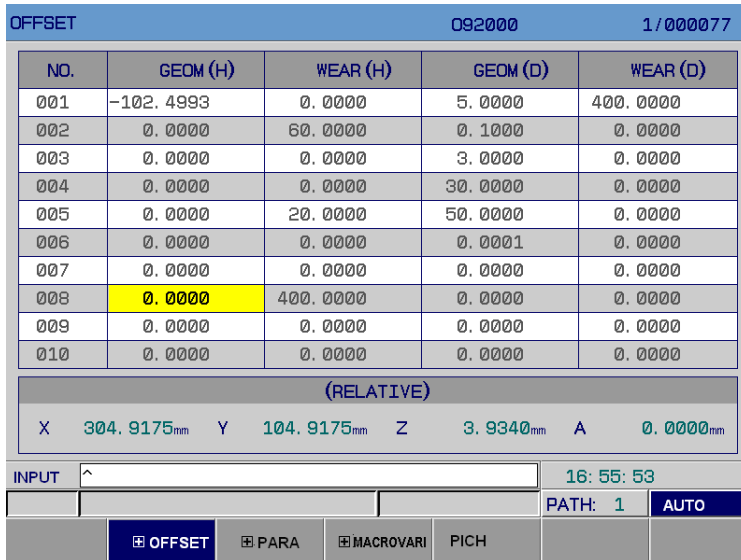 OFFSET O92000 1/000077
NO. GEOM(H) WEAR(H) GEOM(D) WEAR(D)
001 -102.4993 0.0000 5.0000 400.0000
002 0.0000 60.0000 0.1000 0.0000
003 0.0000 0.0000 3.0000 0.0000
004 0.0000 0.0000 30.0000 0.0000
005 0.0000 20.0000 50.0000 0.0000
006 0.0000 0.0000 0.0001 0.0000
007 0.0000 0.0000 0.0000 0.0000
008 0.0000 400.0000 0.0000 0.0000
009 0.0000 0.0000 0.0000 0.0000
010 0.0000 0.0000 0.0000 0.0000
(RELATIVE)
X 304.9175mm Y 104.9175mm Z 3.9340mm A 0.0000mm
INPUT ^ 16:55:53
PATH: 1 AUTO
OFFSET PARA MACROVARI PICH